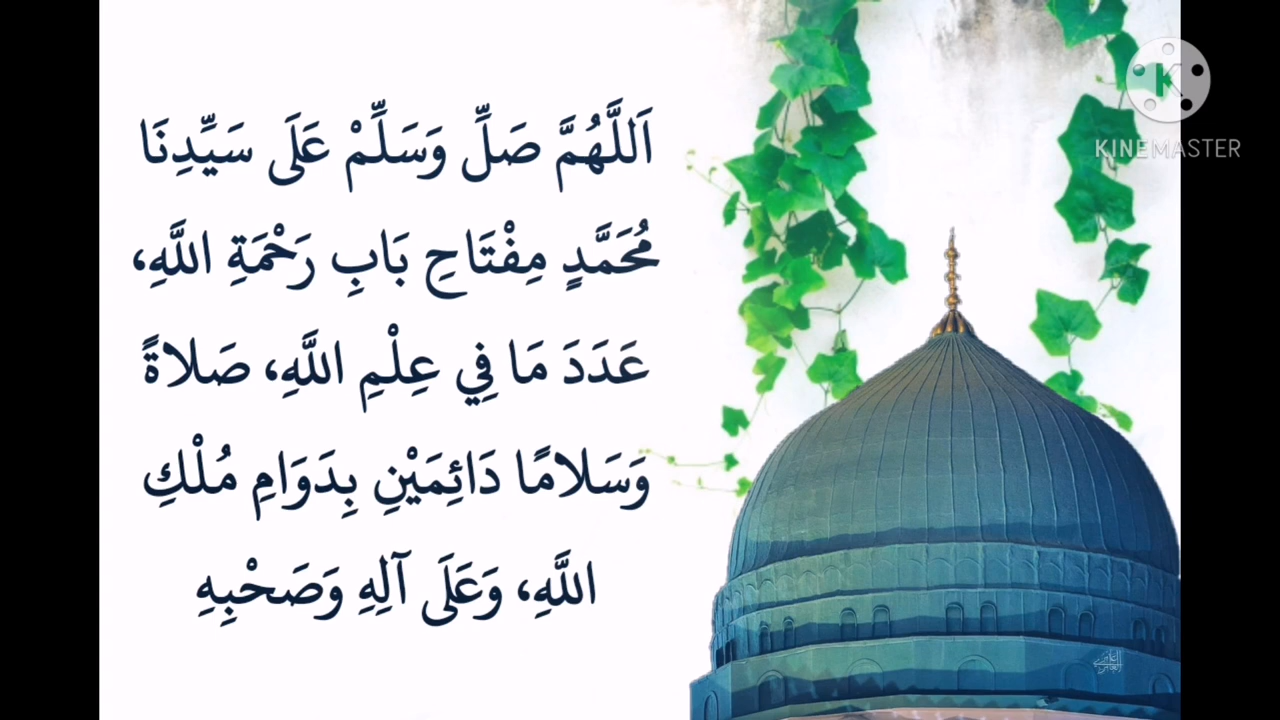 اَللَّهُمَّ صَلِّ وَسَلِّمْ عَلَى سَيِّدِنَا
مُحَمَّدٍ مِفْتَاحِ بَابِ رَحْمَةِ اللَّهِ،
عَدَدَ مَا فِي عِلْمِ اللَّهِ، صَلاةً
وَسَلامًا دَائِمَيْنِ بِدَوَامِ مُلْكِ
اللَّهِ، وَعَلَى آلِهِ وَصَحْبِهِ
KINEMASTER